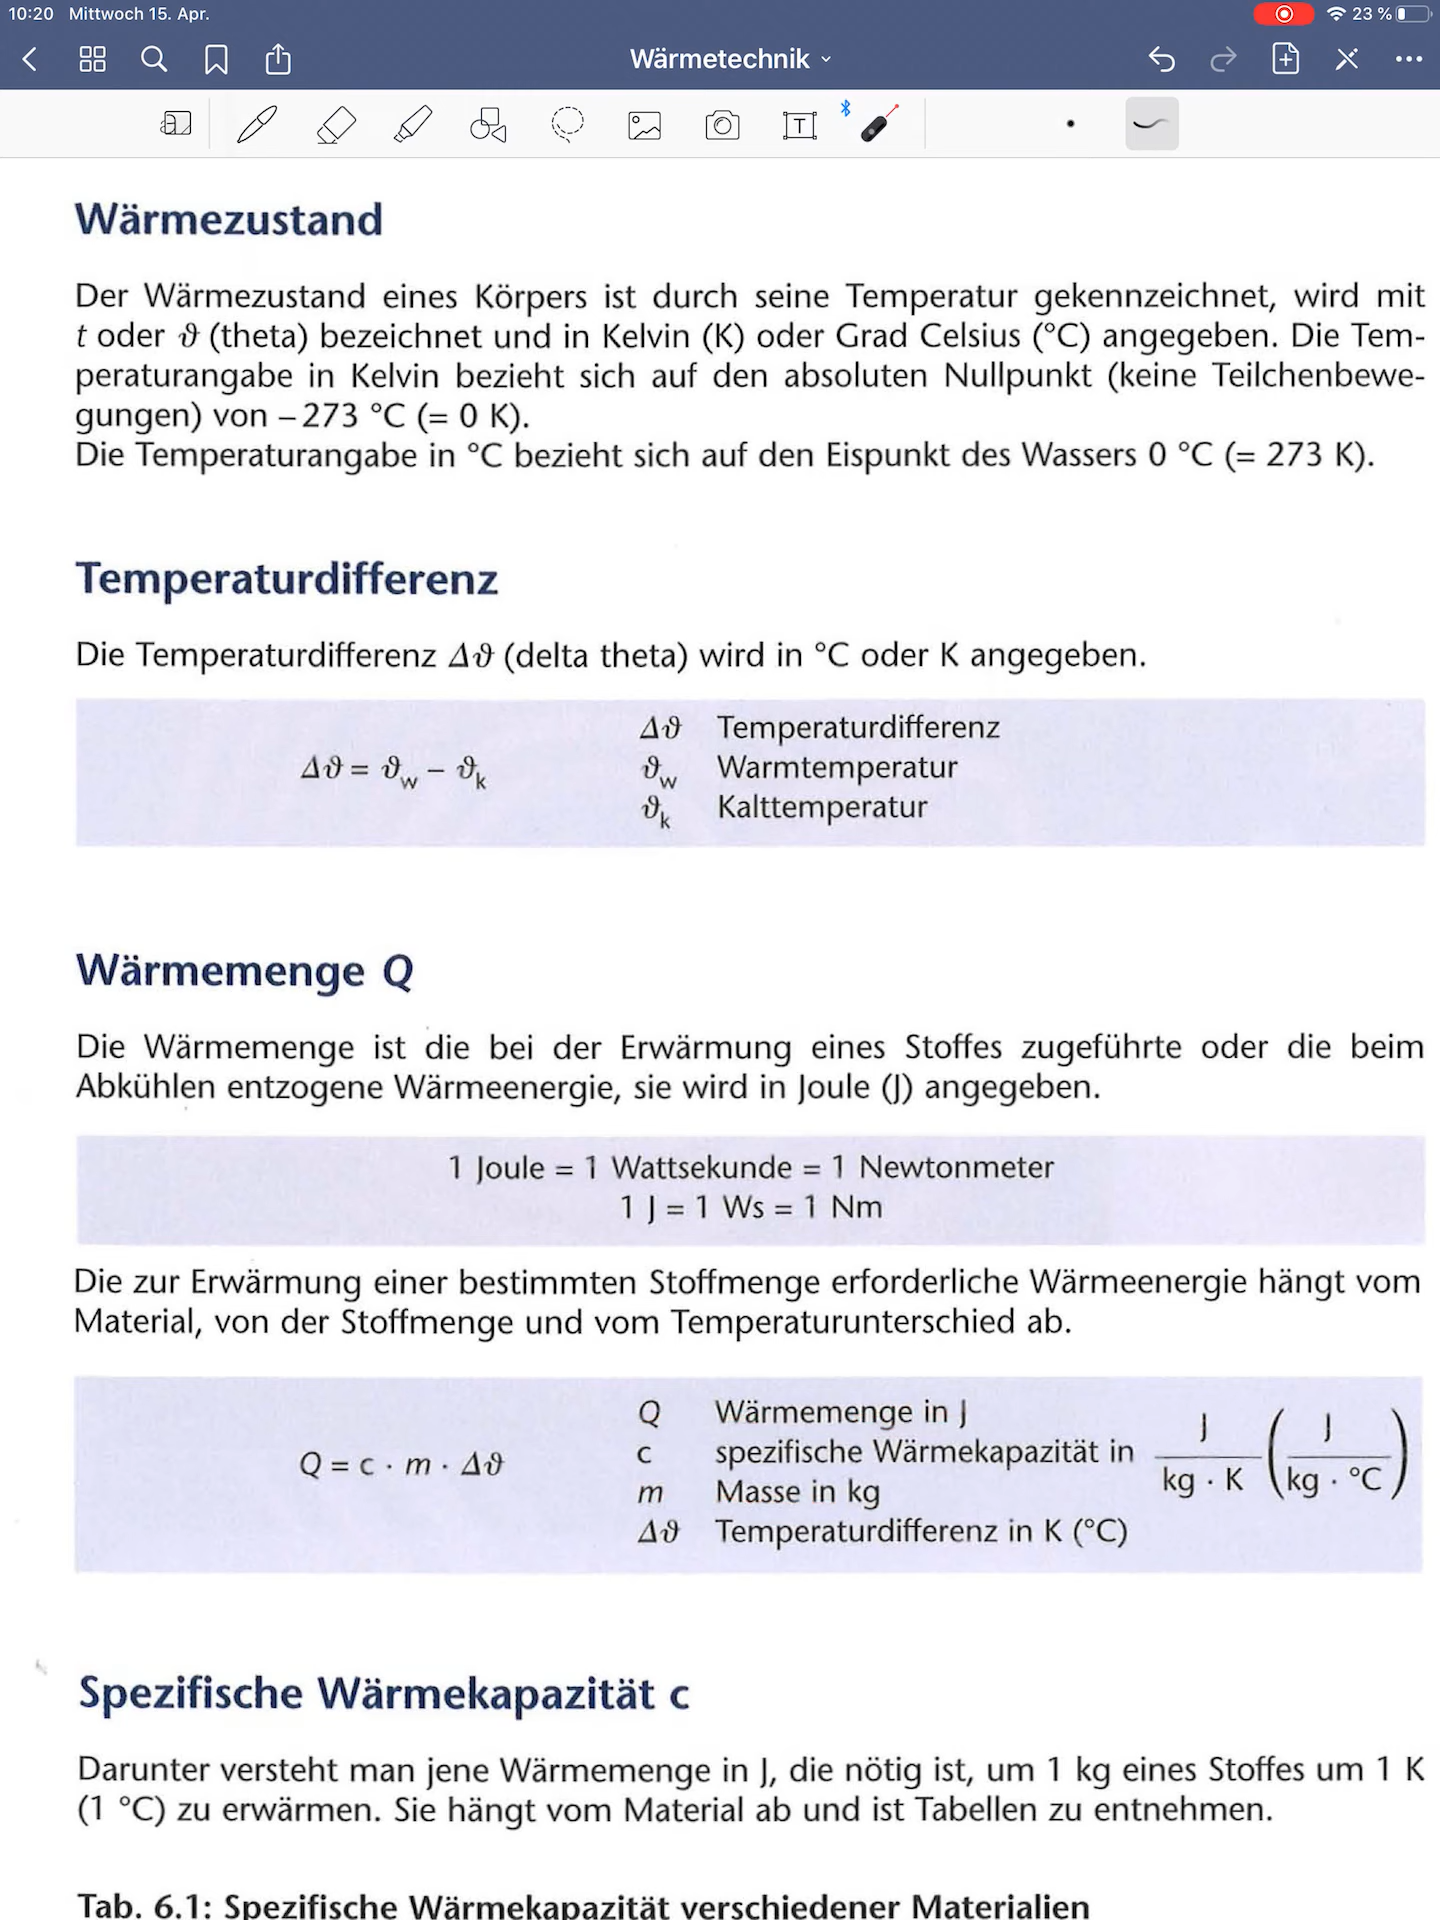 10:20 Mittwoch 15. Apr.
23 %
Wärmetechnik
T
Wärmezustand
Der Wärmezustand eines Körpers ist durch seine Temperatur gekennzeichnet, wird mit
t oder ϑ (theta) bezeichnet und in Kelvin (K) oder Grad Celsius (°C) angegeben. Die Tem-
peraturangabe in Kelvin bezieht sich auf den absoluten Nullpunkt (keine Teilchenbewe-
gungen) von – 273 °C (= 0 K).
Die Temperaturangabe in °C bezieht sich auf den Eispunkt des Wassers 0 °C (= 273 K).
Temperaturdifferenz
Die Temperaturdifferenz Δϑ (delta theta) wird in °C oder K angegeben.
Δϑ = ϑw – ϑk
Δϑ Temperaturdifferenz
ϑw Warmtemperatur
ϑk Kalttemperatur
Wärmemenge Q
Die Wärmemenge ist die bei der Erwärmung eines Stoffes zugeführte oder die beim
Abkühlen entzogene Wärmeenergie, sie wird in Joule (J) angegeben.
1 Joule = 1 Wattsekunde = 1 Newtonmeter
1 J = 1 Ws = 1 Nm
Die zur Erwärmung einer bestimmten Stoffmenge erforderliche Wärmeenergie hängt vom
Material, von der Stoffmenge und vom Temperaturunterschied ab.
Q = c · m · Δϑ
Q Wärmemenge in J
c spezifische Wärmekapazität in J / kg · K (J / kg · °C)
m Masse in kg
Δϑ Temperaturdifferenz in K (°C)
Spezifische Wärmekapazität c
Darunter versteht man jene Wärmemenge in J, die nötig ist, um 1 kg eines Stoffes um 1 K
(1 °C) zu erwärmen. Sie hängt vom Material ab und ist Tabellen zu entnehmen.
Tab. 6.1: Spezifische Wärmekapazität verschiedener Materialien